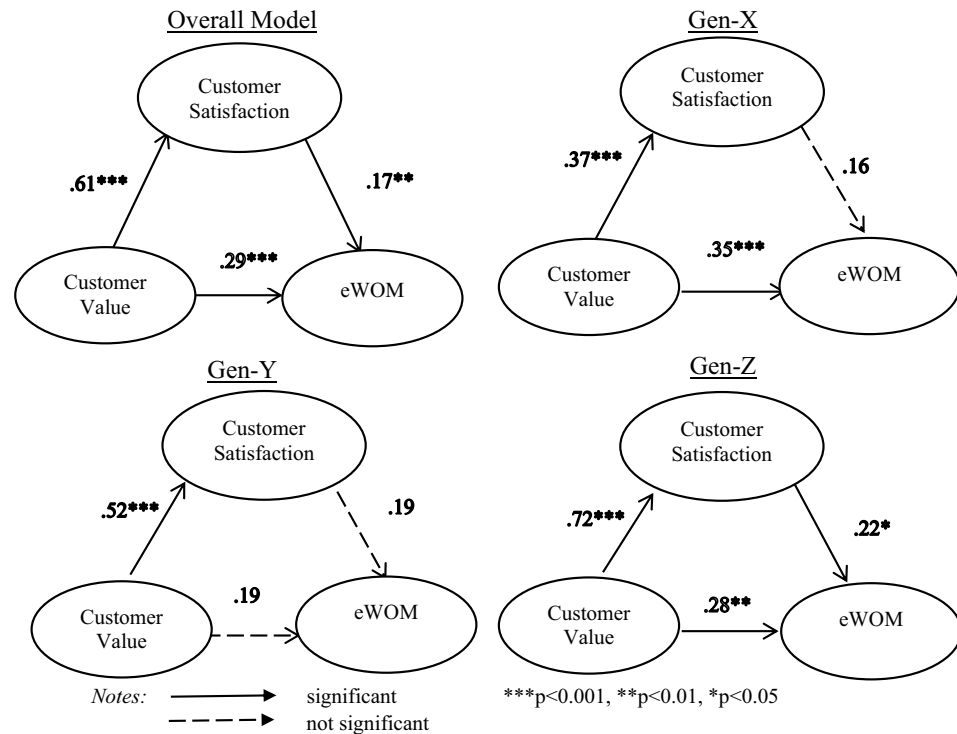 Overall Model
Customer
Satisfaction
.61***
.17**
.29***
Customer
Value
eWOM
Gen-X
Customer
Satisfaction
.37***
.16
.35***
Customer
Value
eWOM
Gen-Y
Customer
Satisfaction
.52***
.19
.19
Customer
Value
eWOM
Gen-Z
Customer
Satisfaction
.72***
.22*
.28**
Customer
Value
eWOM
Notes:
significant
not significant
***p<0.001, **p<0.01, *p<0.05